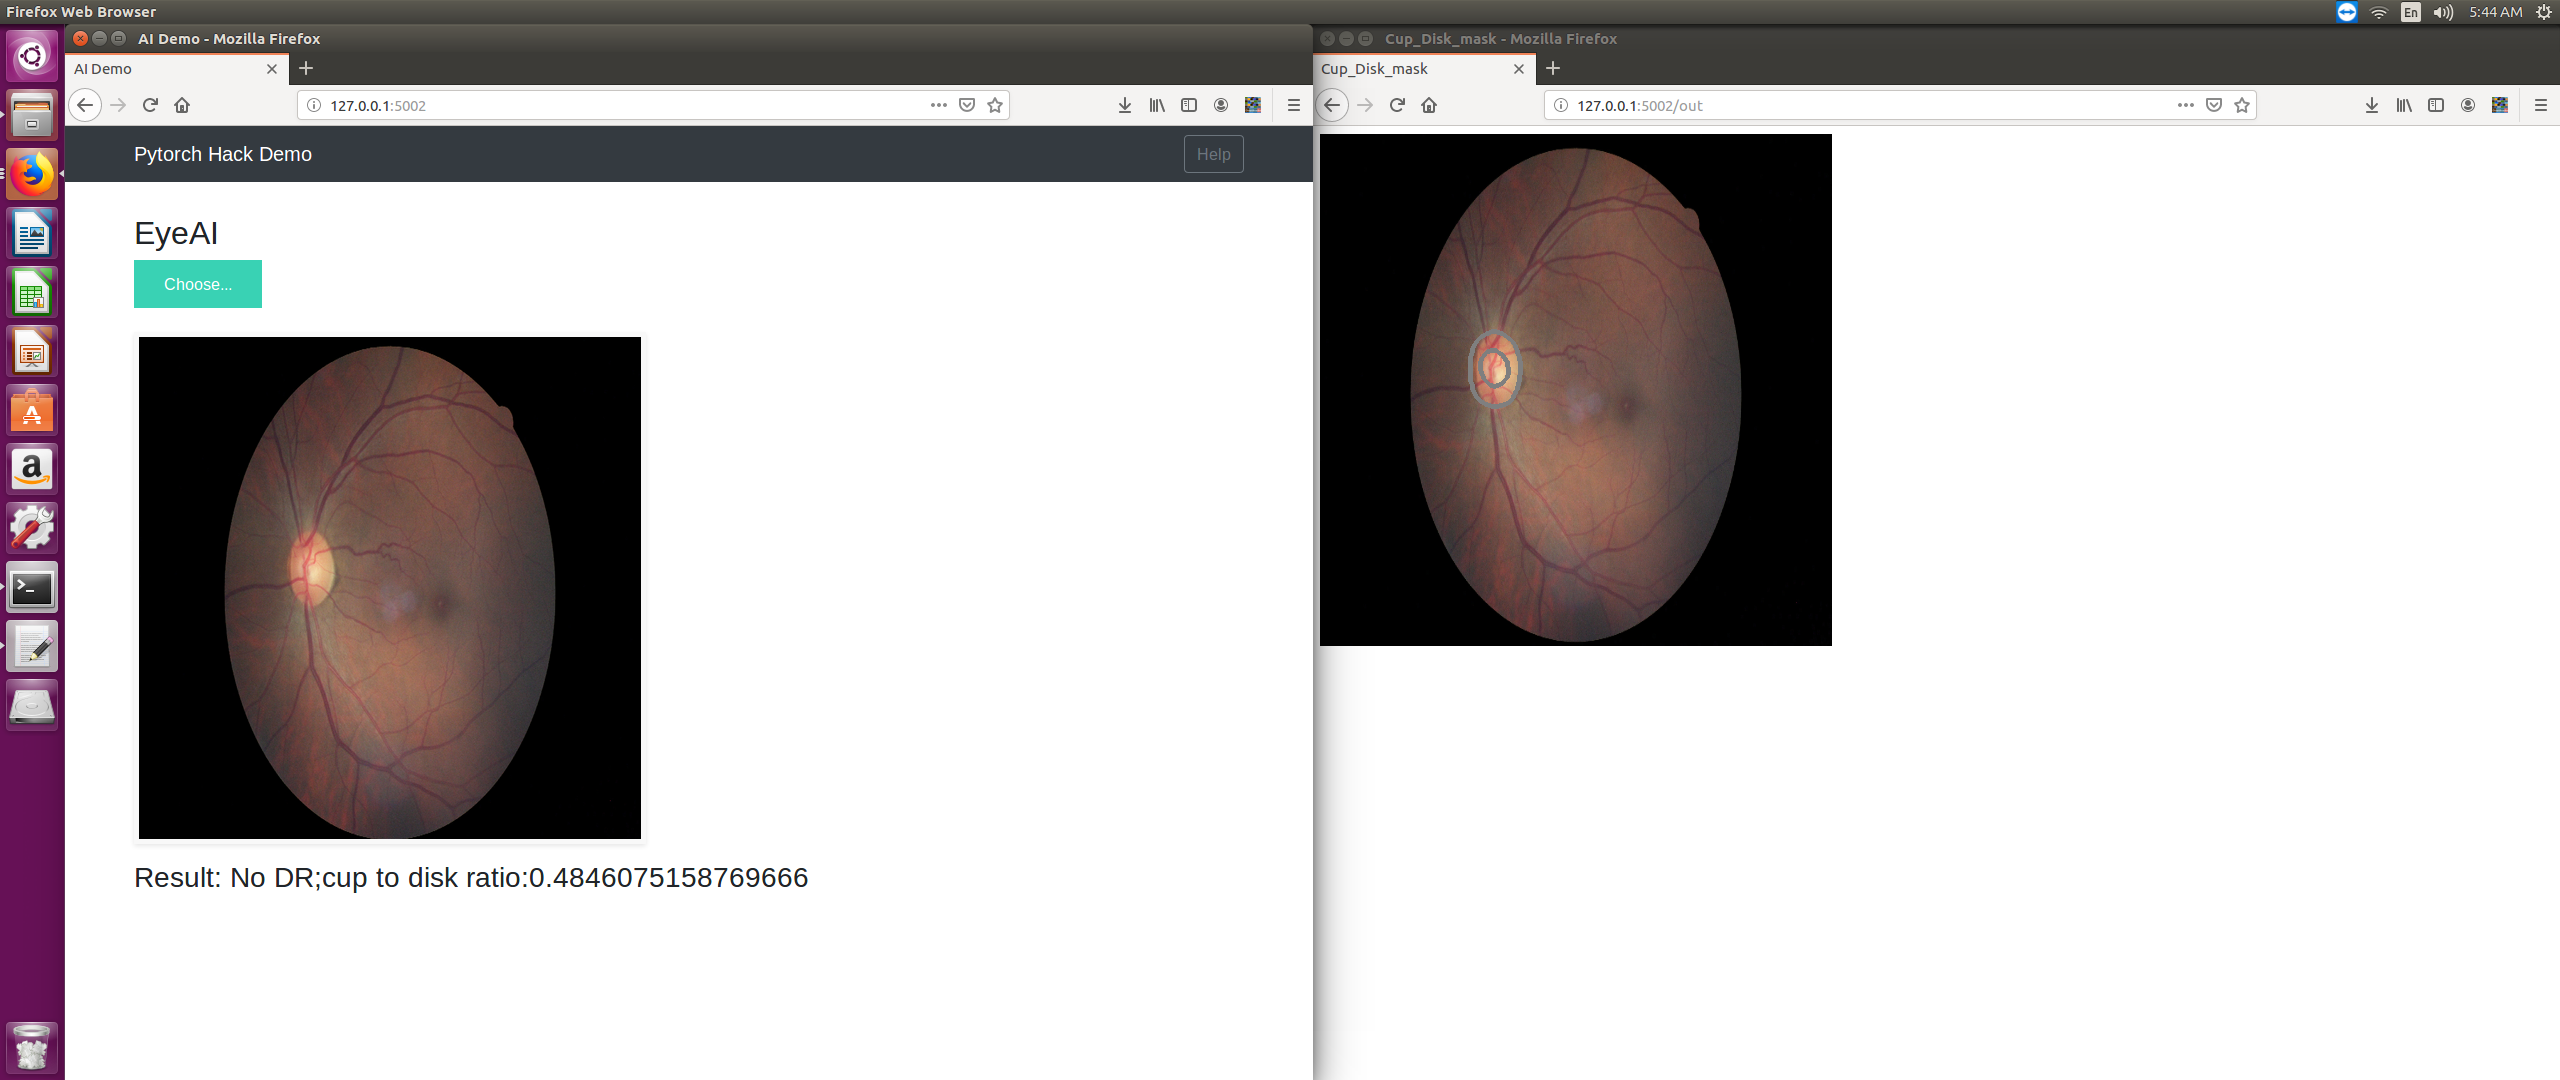 Firefox Web Browser
En
5:44 AM
AI Demo - Mozilla Firefox
AI Demo
127.0.0.1:5002
Pytorch Hack Demo
Help
EyeAI
Choose...
Result: No DR;cup to disk ratio:0.4846075158769666
Cup_Disk_mask - Mozilla Firefox
Cup_Disk_mask
127.0.0.1:5002/out